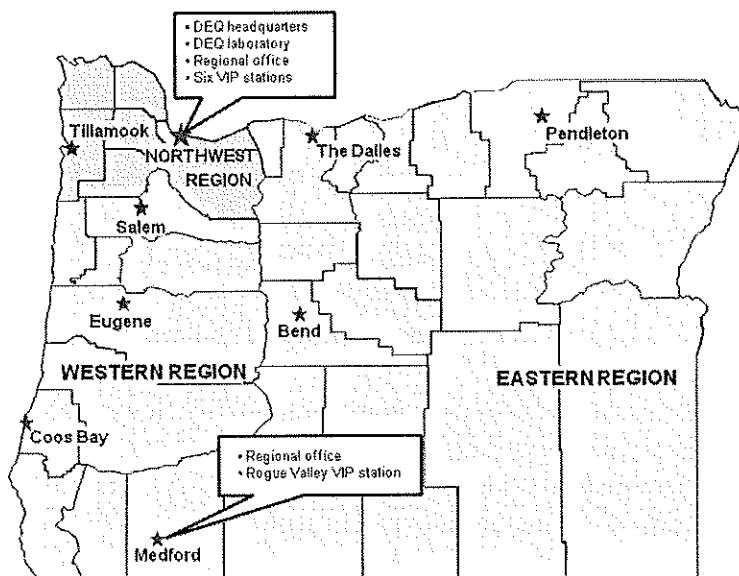 • DEQ headquarters
• DEQ laboratory
• Regional office
• Six VIP stations
Tillamook
NORTHWEST
REGION
The Dalles
Pendleton
Salem
Eugene
Bend
WESTERN REGION
EASTERN REGION
Coos Bay
• Regional office
• Rogue Valley VIP station
Medford